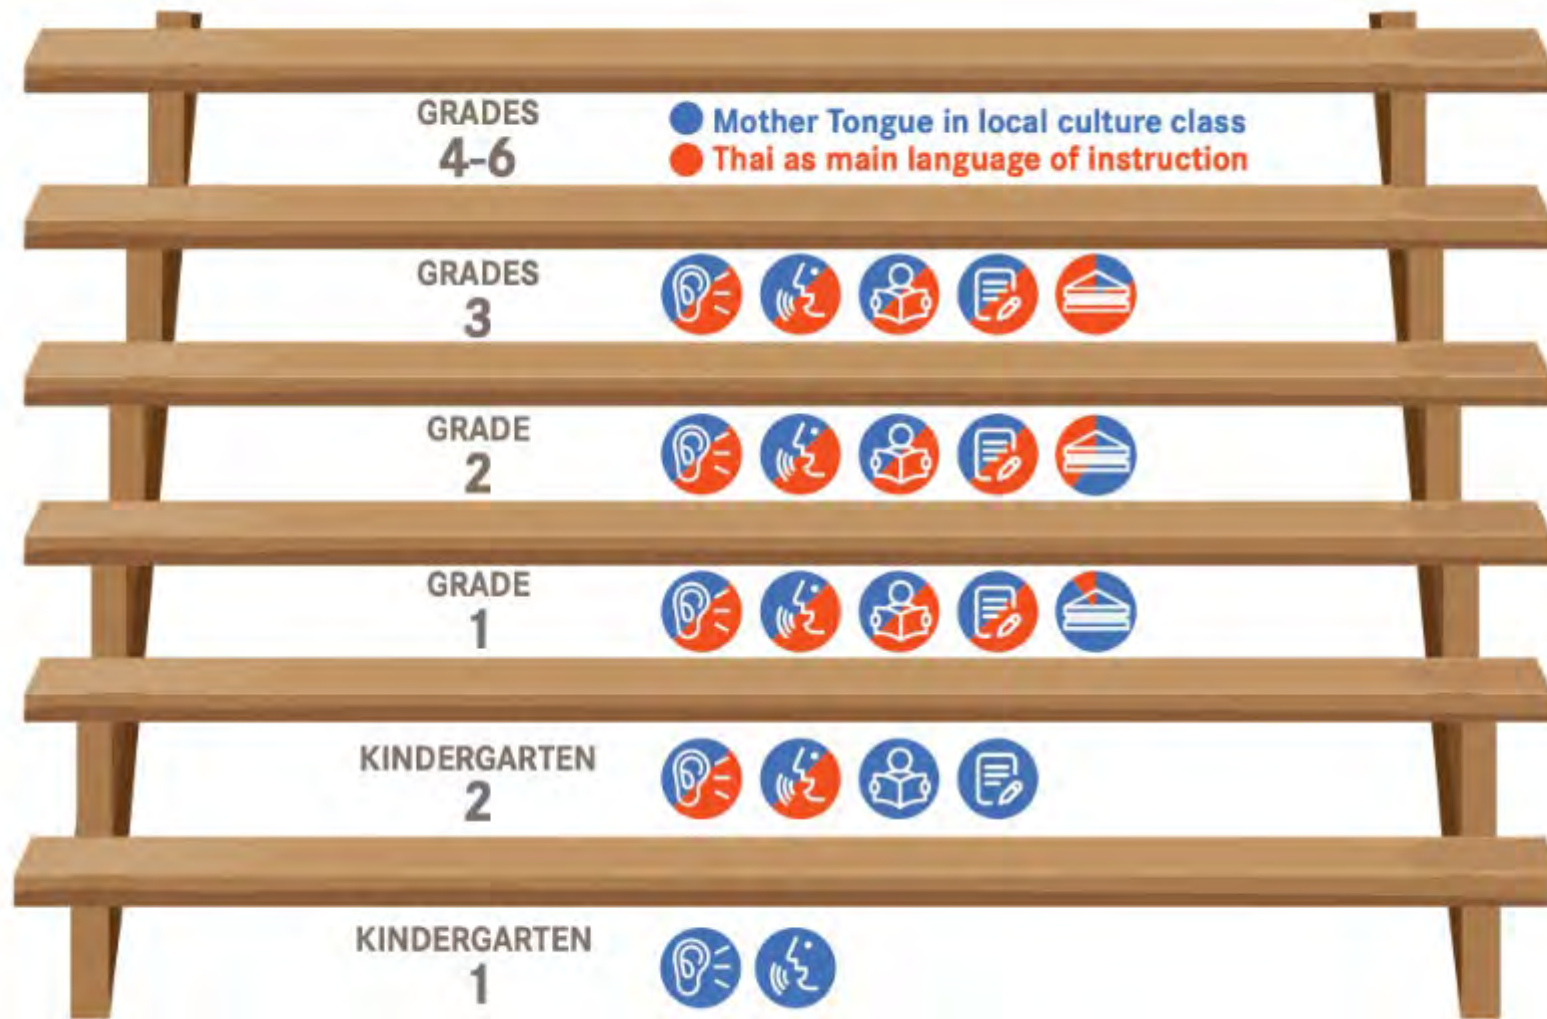 GRADES
4-6
Mother Tongue in local culture class
Thai as main language of instruction
GRADES
3
GRADE
2
GRADE
1
KINDERGARTEN
2
KINDERGARTEN
1